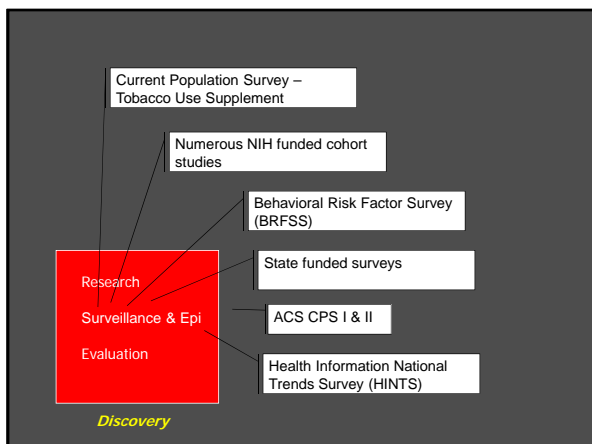 Current Population Survey –
Tobacco Use Supplement
Numerous NIH funded cohort
studies
Behavioral Risk Factor Survey
(BRFSS)
State funded surveys
Research
Surveillance & Epi
ACS CPS I & II
Evaluation
Health Information National
Trends Survey (HINTS)
Discovery